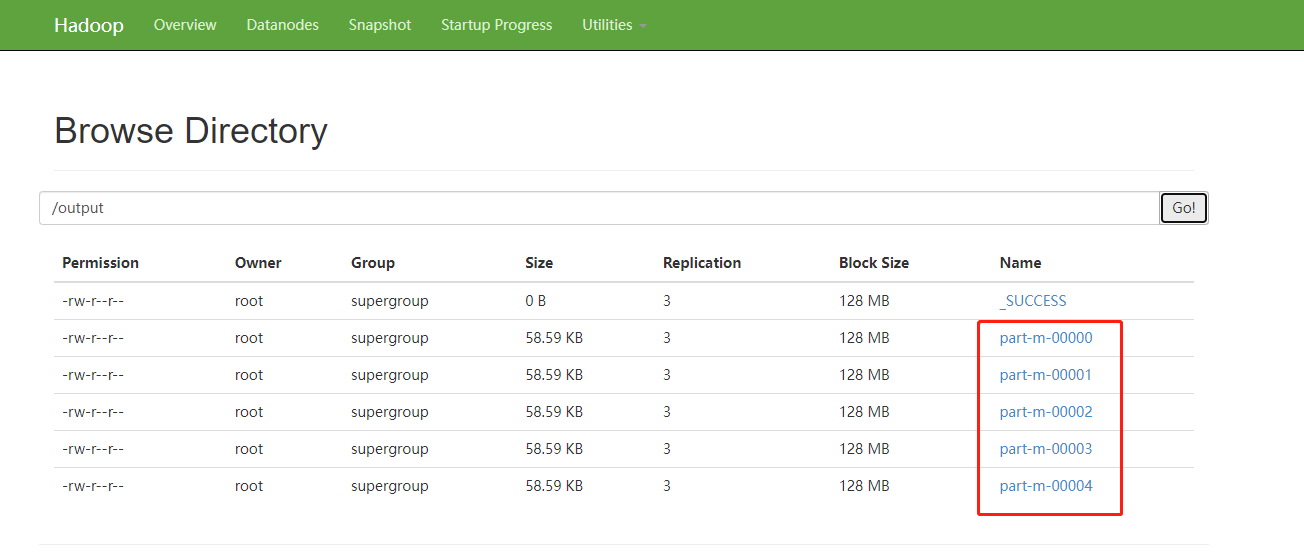 Hadoop Overview Datanodes Snapshot Startup Progress Utilities
Browse Directory
/output Go!
Permission Owner Group Size Replication Block Size Name
-rw-r--r-- root supergroup 0 B 3 128 MB _SUCCESS
-rw-r--r-- root supergroup 58.59 KB 3 128 MB part-m-00000
-rw-r--r-- root supergroup 58.59 KB 3 128 MB part-m-00001
-rw-r--r-- root supergroup 58.59 KB 3 128 MB part-m-00002
-rw-r--r-- root supergroup 58.59 KB 3 128 MB part-m-00003
-rw-r--r-- root supergroup 58.59 KB 3 128 MB part-m-00004